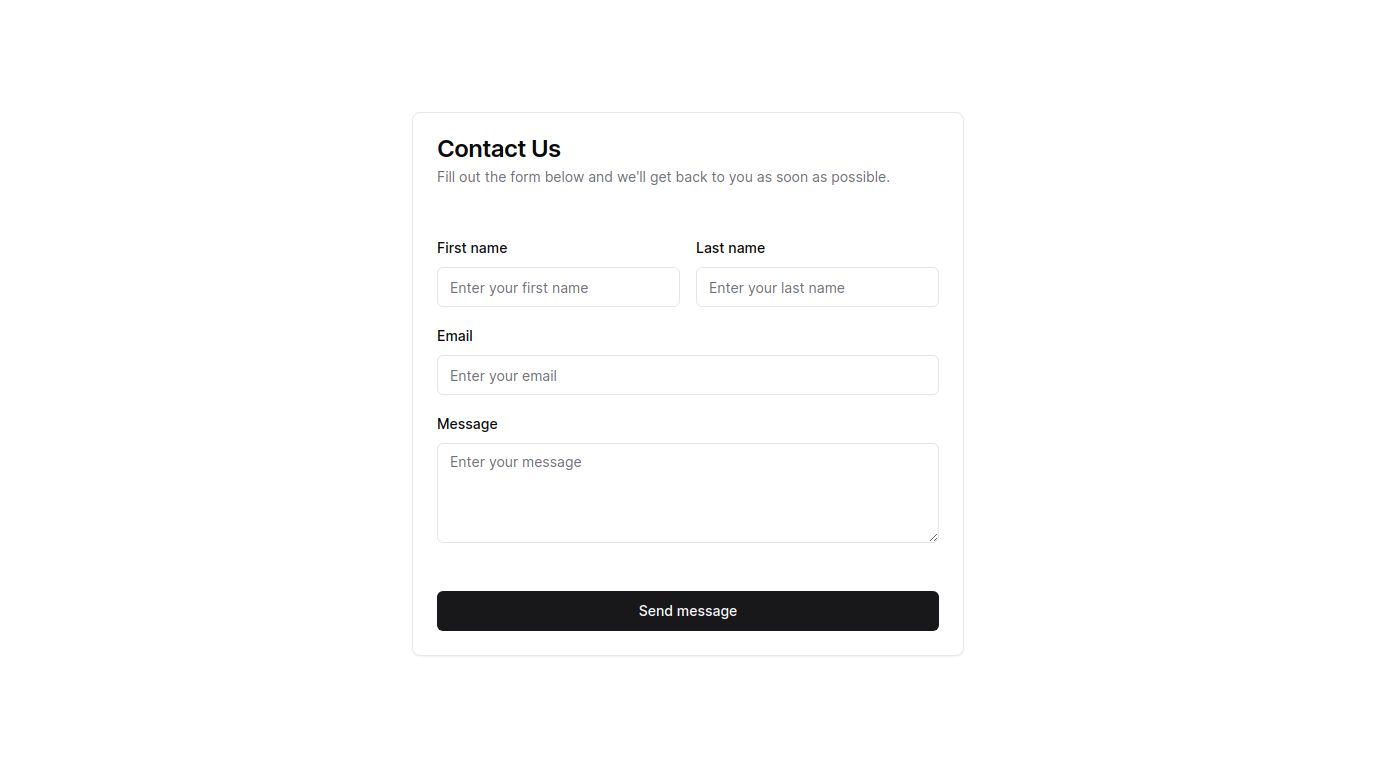 Contact Us
Fill out the form below and we'll get back to you as soon as possible.
First name
Last name
Enter your first name
Enter your last name
Email
Enter your email
Message
Enter your message
Send message